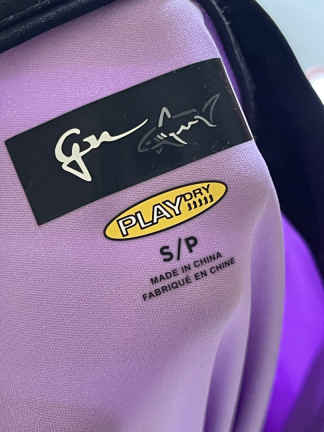 PLAYDRY
S/P
MADE IN CHINA
FABRIQUÉ EN CHINE